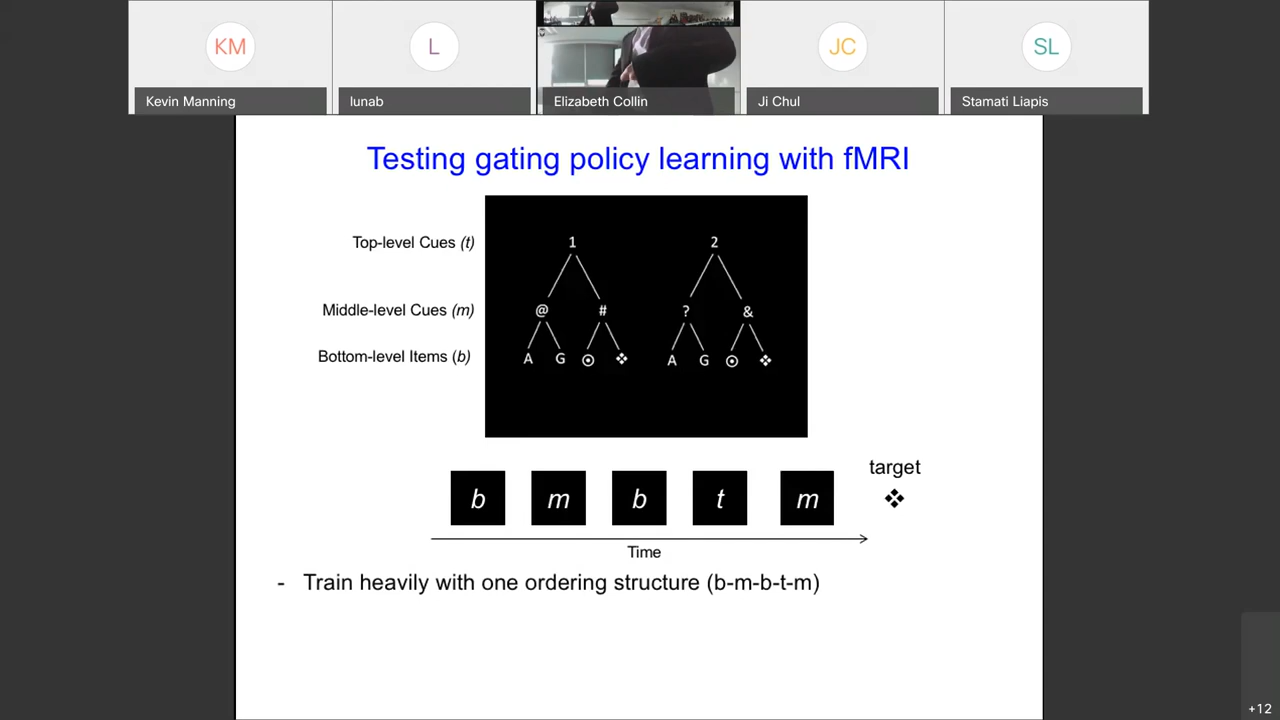 KM
L
JC
SL
Kevin Manning
lunab
Elizabeth Collin
Ji Chul
Stamati Liapis
Testing gating policy learning with fMRI
Top-level Cues (t)
1 2
Middle-level Cues (m)
@ # ? &
Bottom-level Items (b)
A G ⊙ ❖ A G ⊙ ❖
target
b m b t m ❖
Time
- Train heavily with one ordering structure (b-m-b-t-m)
+12